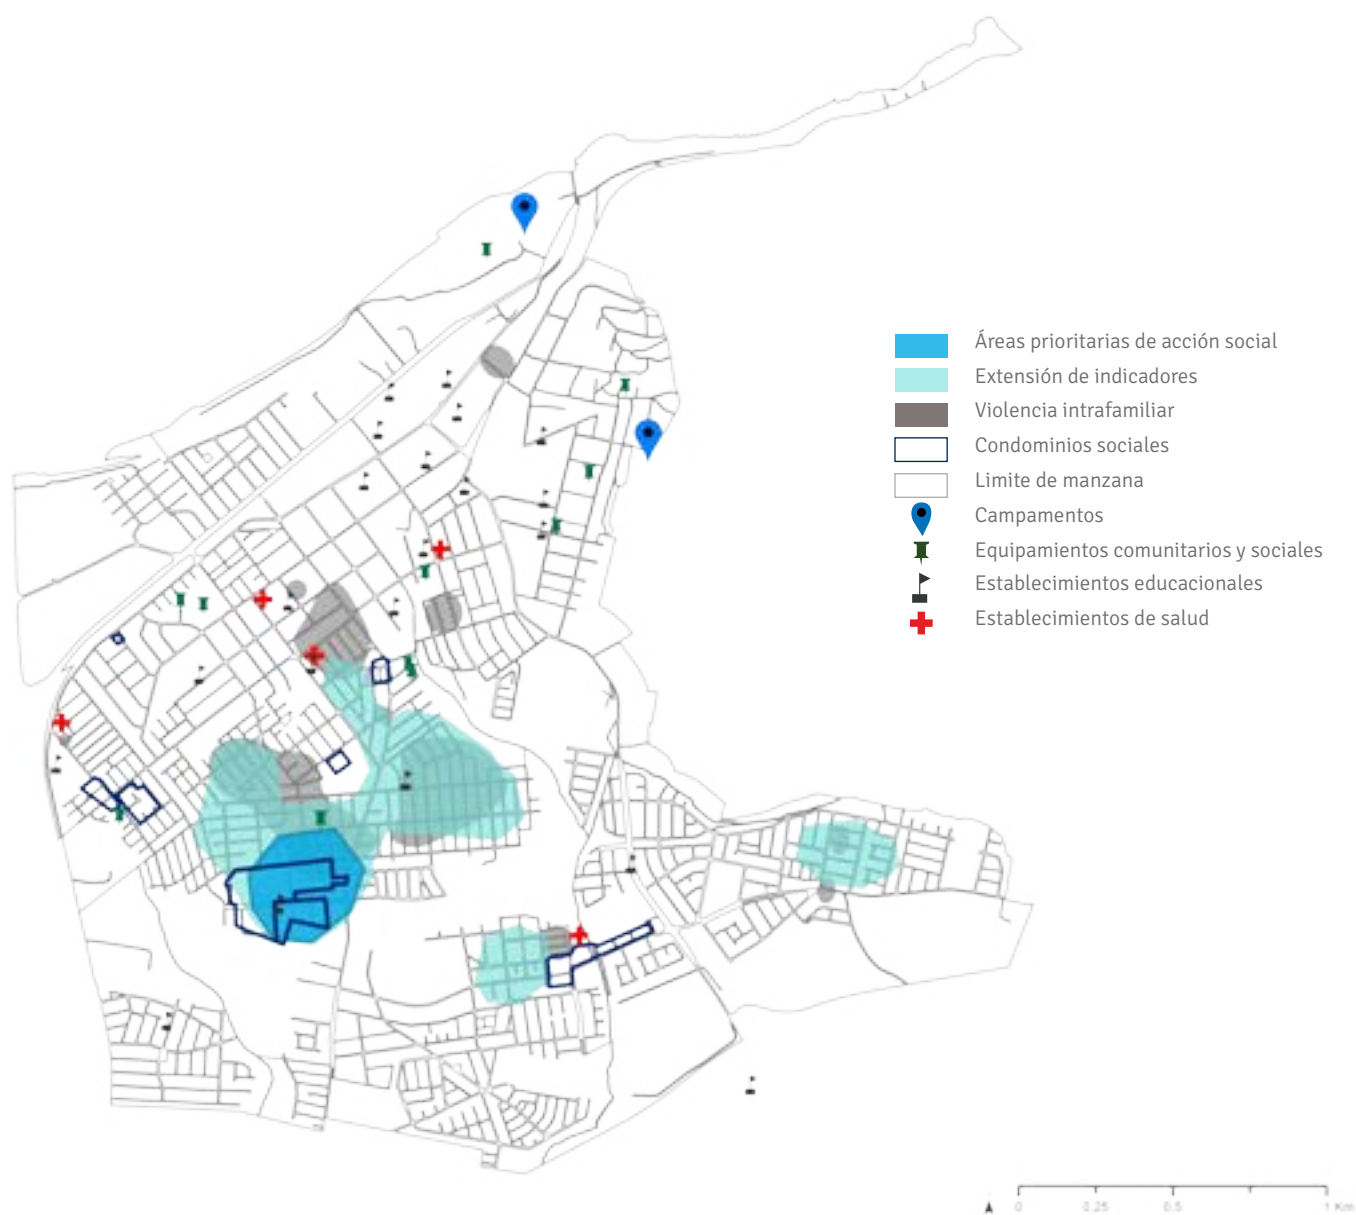 Áreas prioritarias de acción social
Extensión de indicadores
Violencia intrafamiliar
Condominios sociales
Limite de manzana
Campamentos
Equipamientos comunitarios y sociales
Establecimientos educacionales
Establecimientos de salud
0 0,25 0,5 1 Km